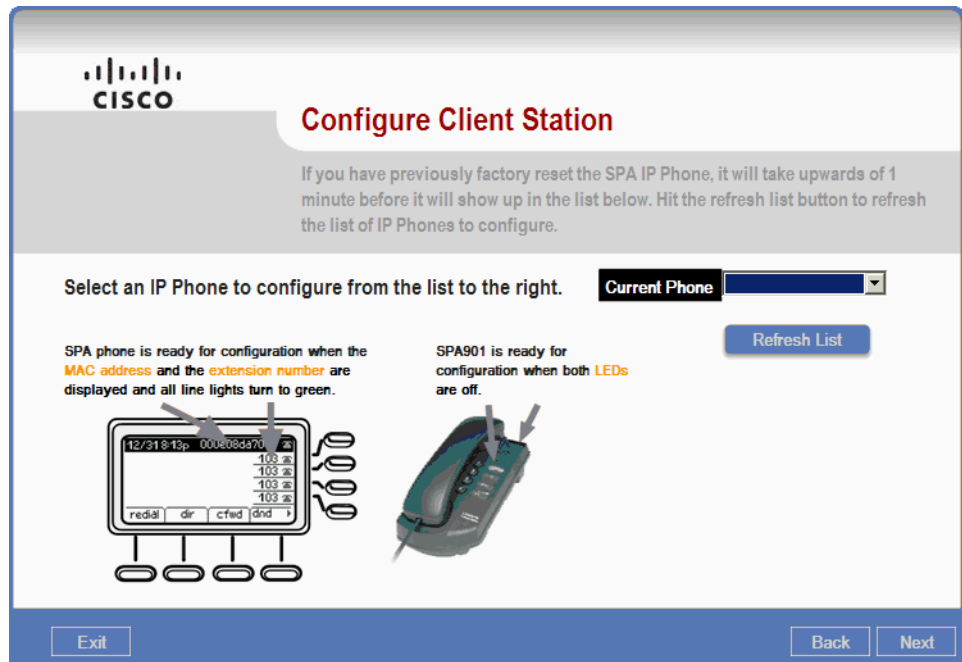 CISCO
Configure Client Station
If you have previously factory reset the SPA IP Phone, it will take upwards of 1
minute before it will show up in the list below. Hit the refresh list button to refresh
the list of IP Phones to configure.
Select an IP Phone to configure from the list to the right.
Current Phone
Refresh List
SPA phone is ready for configuration when the
MAC address and the extension number are
displayed and all line lights turn to green.
SPA901 is ready for
configuration when both LEDs
are off.
12/31 8:13p
103
103
103
103
redial dir cfwd dnd
Exit
Back
Next